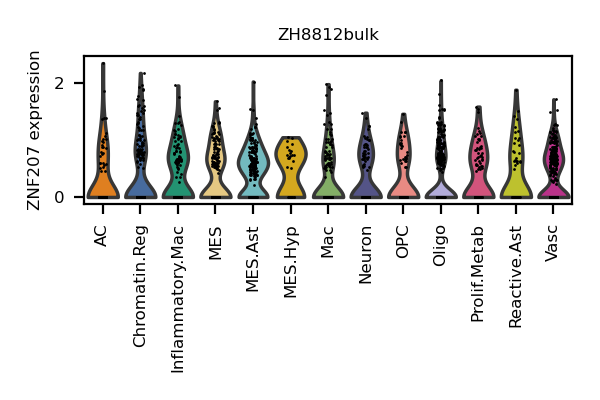 ZH8812bulk
ZNF207 expression
2
0
AC
Chromatin.Reg
Inflammatory.Mac
MES
MES.Ast
MES.Hyp
Mac
Neuron
OPC
Oligo
Prolif.Metab
Reactive.Ast
Vasc